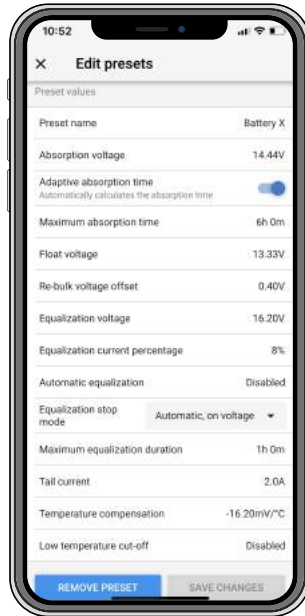 10:52
× Edit presets
Preset values
Preset name Battery X
Absorption voltage 14.44V
Adaptive absorption time
Automatically calculates the absorption time
Maximum absorption time 6h 0m
Float voltage 13.33V
Re-bulk voltage offset 0.40V
Equalization voltage 16.20V
Equalization current percentage 8%
Automatic equalization Disabled
Equalization stop mode Automatic, on voltage
Maximum equalization duration 1h 0m
Tail current 2.0A
Temperature compensation -16.20mV/°C
Low temperature cut-off Disabled
REMOVE PRESET SAVE CHANGES